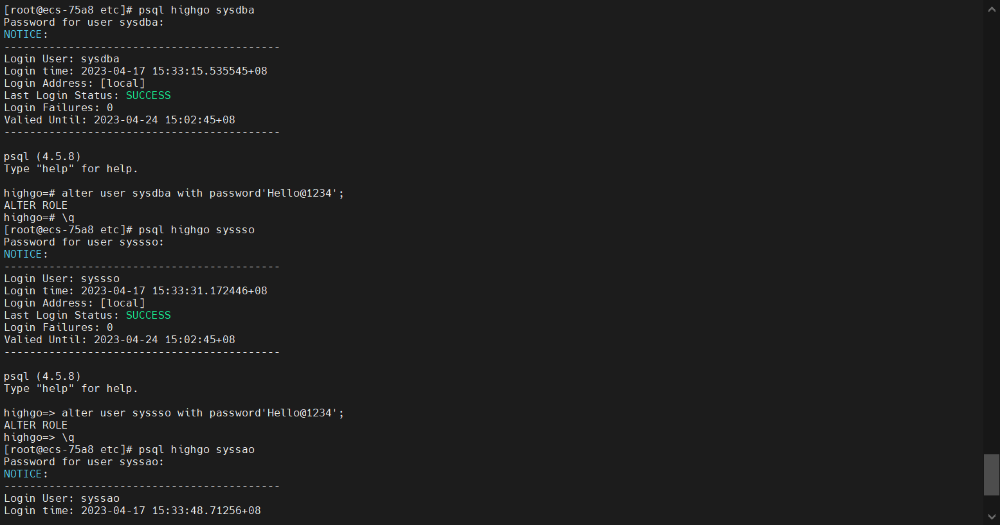 [root@ecs-75a8 etc]# psql highgo sysdba
Password for user sysdba:
NOTICE:
-------------------------------------------
Login User: sysdba
Login time: 2023-04-17 15:33:15.535545+08
Login Address: [local]
Last Login Status: SUCCESS
Login Failures: 0
Valied Until: 2023-04-24 15:02:45+08
-------------------------------------------
psql (4.5.8)
Type "help" for help.
highgo=# alter user sysdba with password'Hello@1234';
ALTER ROLE
highgo=# \q
[root@ecs-75a8 etc]# psql highgo syssso
Password for user syssso:
NOTICE:
-------------------------------------------
Login User: syssso
Login time: 2023-04-17 15:33:31.172446+08
Login Address: [local]
Last Login Status: SUCCESS
Login Failures: 0
Valied Until: 2023-04-24 15:02:45+08
-------------------------------------------
psql (4.5.8)
Type "help" for help.
highgo=> alter user syssso with password'Hello@1234';
ALTER ROLE
highgo=> \q
[root@ecs-75a8 etc]# psql highgo syssao
Password for user syssao:
NOTICE:
-------------------------------------------
Login User: syssao
Login time: 2023-04-17 15:33:48.71256+08